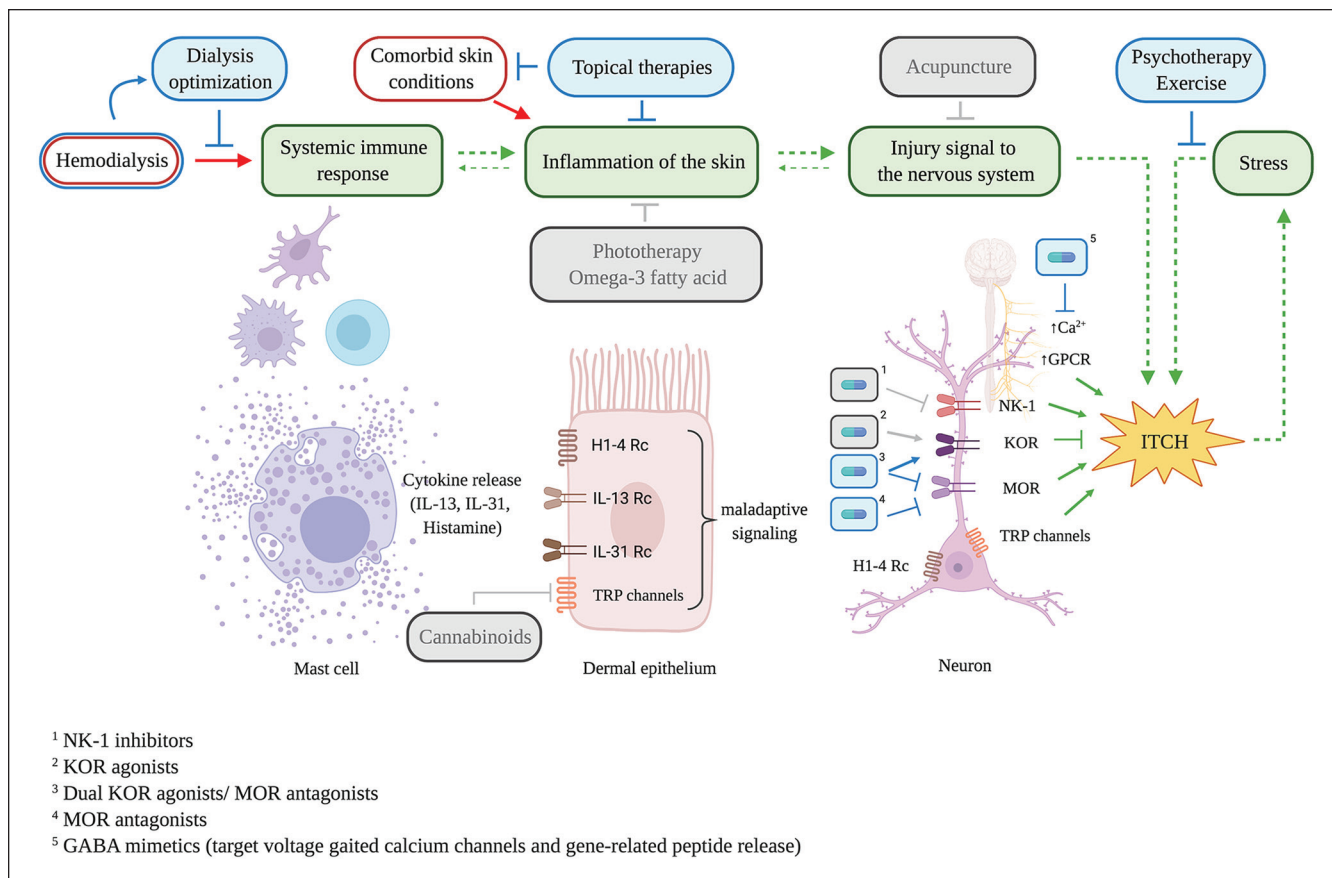 Dialysis
optimization
Comorbid skin
conditions
Topical therapies
Acupuncture
Psychotherapy
Exercise
Hemodialysis
Systemic immune
response
Inflammation of the skin
Injury signal to
the nervous system
Stress
Phototherapy
Omega-3 fatty acid
5
↑Ca²⁺
↑GPCR
1
NK-1
2
KOR
ITCH
3
MOR
4
TRP channels
H1-4 Rc
H1-4 Rc
Cytokine release
(IL-13, IL-31,
Histamine)
IL-13 Rc
IL-31 Rc
TRP channels
maladaptive
signaling
Cannabinoids
Mast cell
Dermal epithelium
Neuron
¹ NK-1 inhibitors
² KOR agonists
³ Dual KOR agonists/ MOR antagonists
⁴ MOR antagonists
⁵ GABA mimetics (target voltage gaited calcium channels and gene-related peptide release)